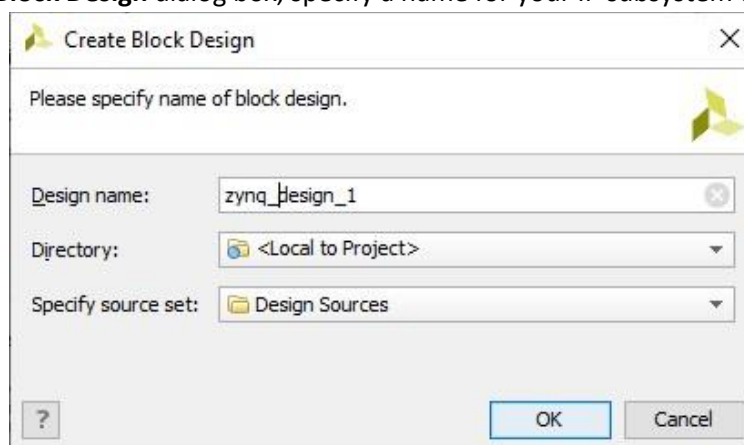 Block Design dialog box, specify a name for your IP subsystem
Create Block Design
Please specify name of block design.
Design name: zynq_design_1
Directory: <Local to Project>
Specify source set: Design Sources
? OK Cancel